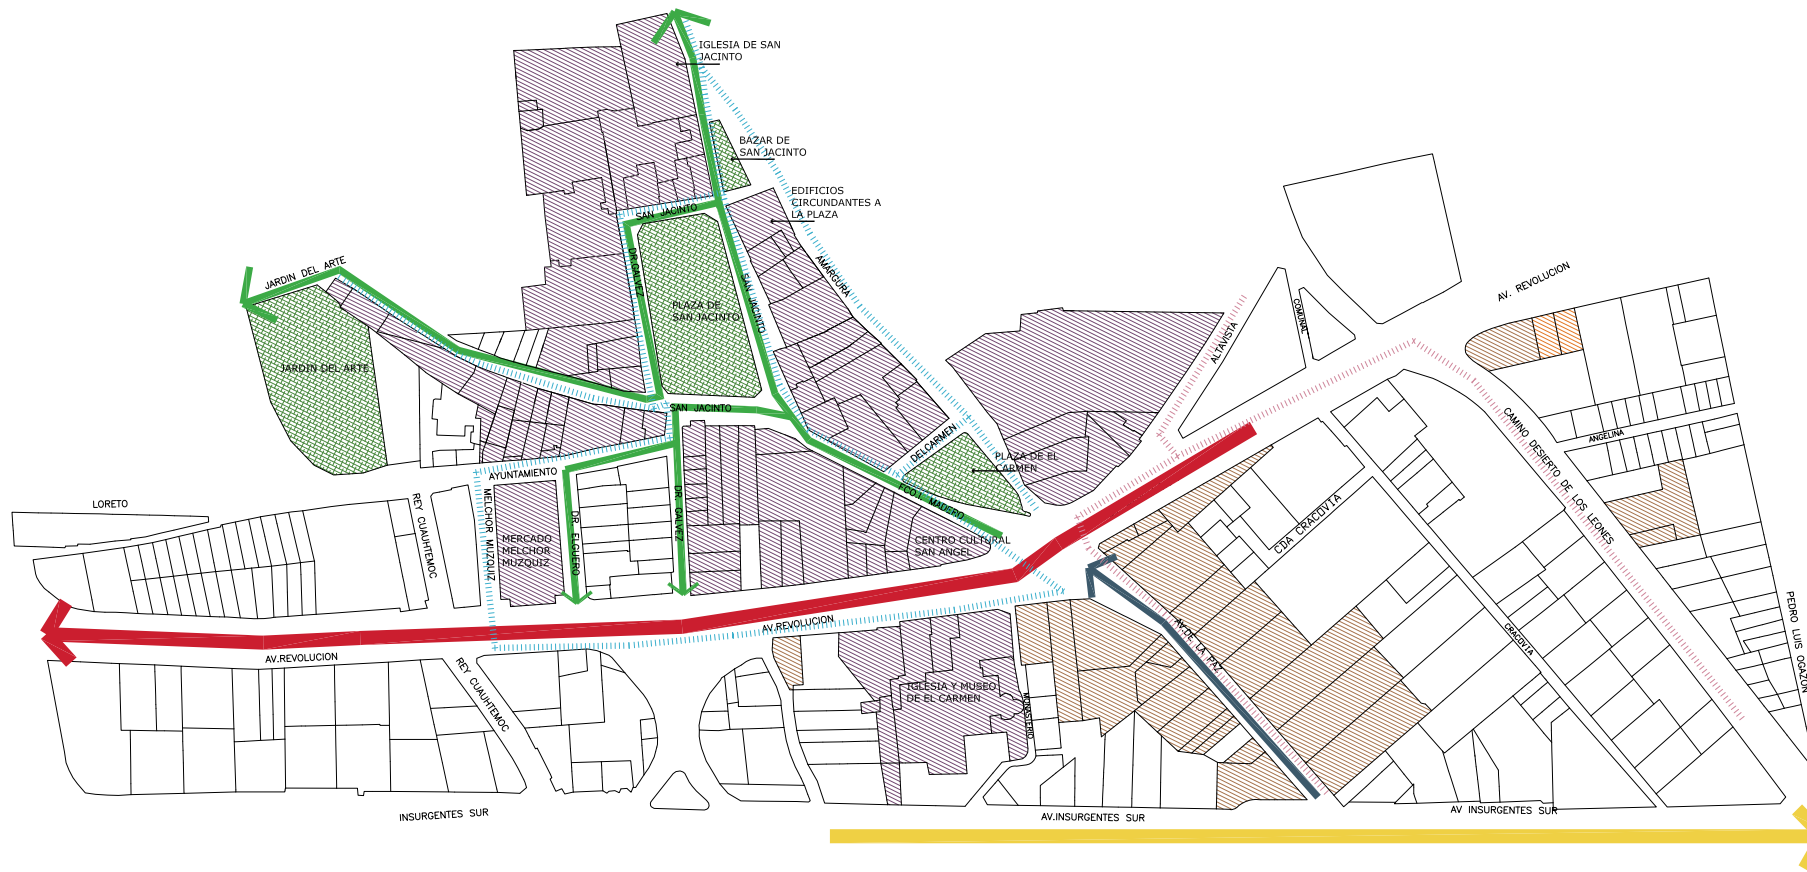 IGLESIA DE SAN
JACINTO
BAZAR DE
SAN JACINTO
EDIFICIOS
CIRCUNDANTES A
LA PLAZA
SAN JACINTO
DR.GALVEZ
JARDIN DEL ARTE
AMARGURA
SAN JACINTO
PLAZA DE
SAN JACINTO
JARDIN DEL ARTE
AV. REVOLUCION
COMUNAL
ALTAVISTA
SAN JACINTO
DELCARMEN
PLAZA DE EL
CARMEN
CAMINO DESIERTO DE LOS LEONES
ANGELINA
AYUNTAMIENTO
LORETO
REY CUAUHTEMOC
MELCHOR MUZQUIZ
DR. ELGUERO
DR. GALVEZ
FCO.I. MADERO
MERCADO
MELCHOR
MUZQUIZ
CENTRO CULTURAL
SAN ANGEL
CDA CRACOVIA
CRACOVIA
PEDRO LUIS OGAZON
AV.REVOLUCION
AV.REVOLUCION
AV.DE LA PAZ
REY CUAUHTEMOC
IGLESIA Y MUSEO
DE EL CARMEN
MONASTERIO
INSURGENTES SUR
AV.INSURGENTES SUR
AV INSURGENTES SUR